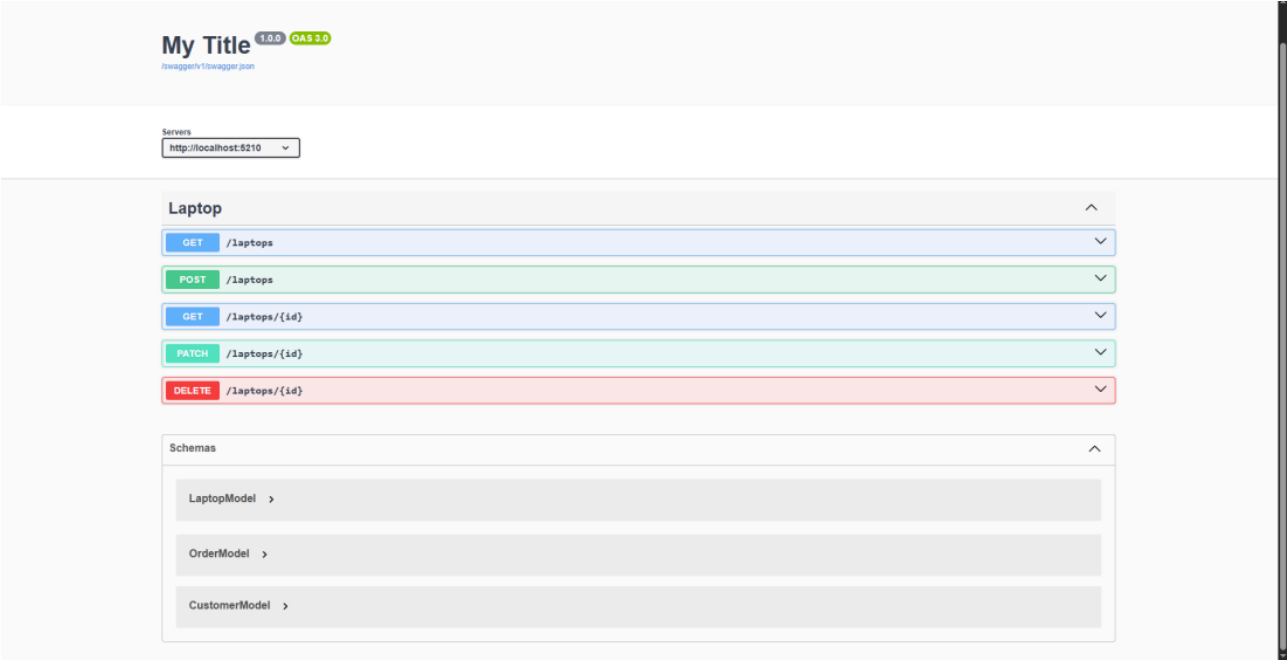 My Title 1.0.0 OAS 3.0
/swagger/v1/swagger.json
Servers
http://localhost:5210
Laptop
GET /laptops
POST /laptops
GET /laptops/{id}
PATCH /laptops/{id}
DELETE /laptops/{id}
Schemas
LaptopModel
OrderModel
CustomerModel